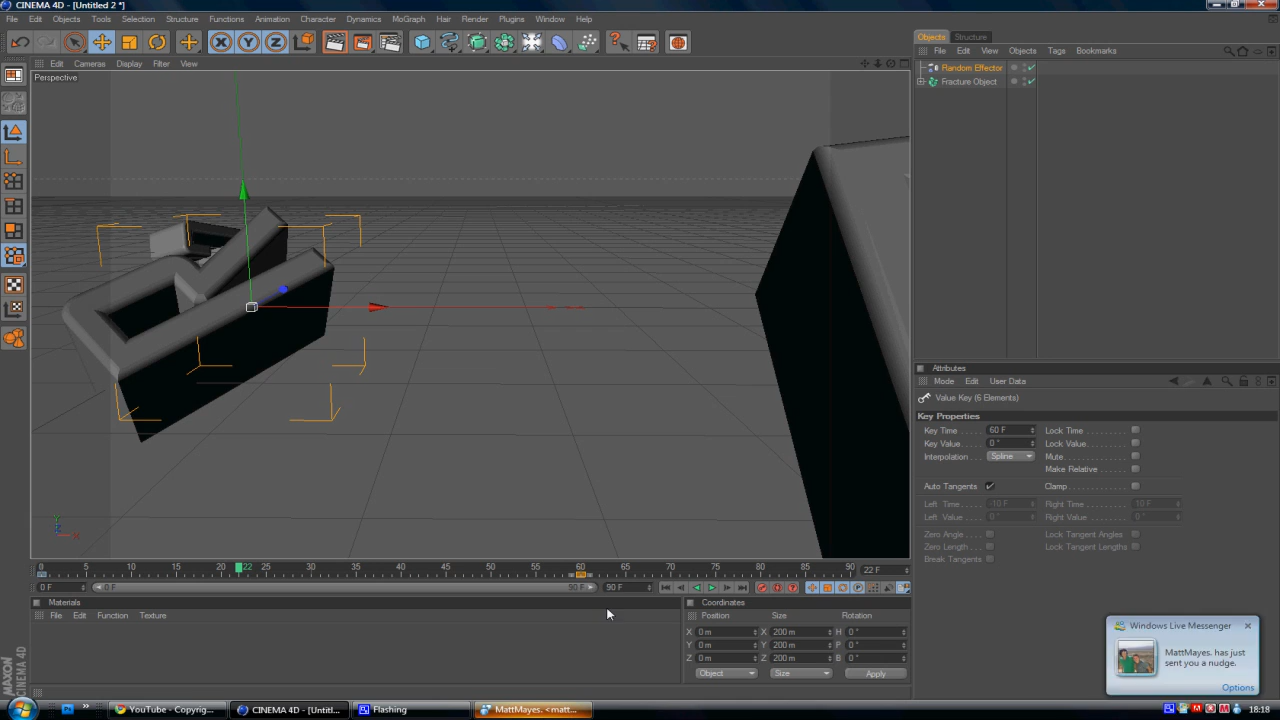 CINEMA 4D - [Untitled 2 *]
File Edit Objects Tools Selection Structure Functions Animation Character Dynamics MoGraph Hair Render Plugins Window Help
X Y Z
Objects Structure
File Edit View Objects Tags Bookmarks
Edit Cameras Display Filter View
Random Effector
Perspective
Fracture Object
Attributes
Mode Edit User Data
Value Key (6 Elements)
Key Properties
Key Time 60 F Lock Time
Key Value 0 ° Lock Value
Interpolation Spline Mute
Make Relative
Auto Tangents Clamp
Left Time -10 F Right Time 10 F
Left Value 0 ° Right Value 0 °
Zero Angle Lock Tangent Angles
Zero Length Lock Tangent Lengths
Break Tangents
0 5 10 15 22 25 30 35 40 45 50 55 60 65 70 75 80 85 90 22 F
0 F 0 F 90 F 90 F
Materials
File Edit Function Texture
Coordinates
Position Size Rotation
X 0 m X 200 m H 0 °
Y 0 m Y 200 m P 0 °
Z 0 m Z 200 m B 0 °
Object Size Apply
MAXON CINEMA 4D
Windows Live Messenger
MattMayes. has just
sent you a nudge.
Options
YouTube - Copyrig... CINEMA 4D - [Untitl... Flashing MattMayes. <matt... 18:18